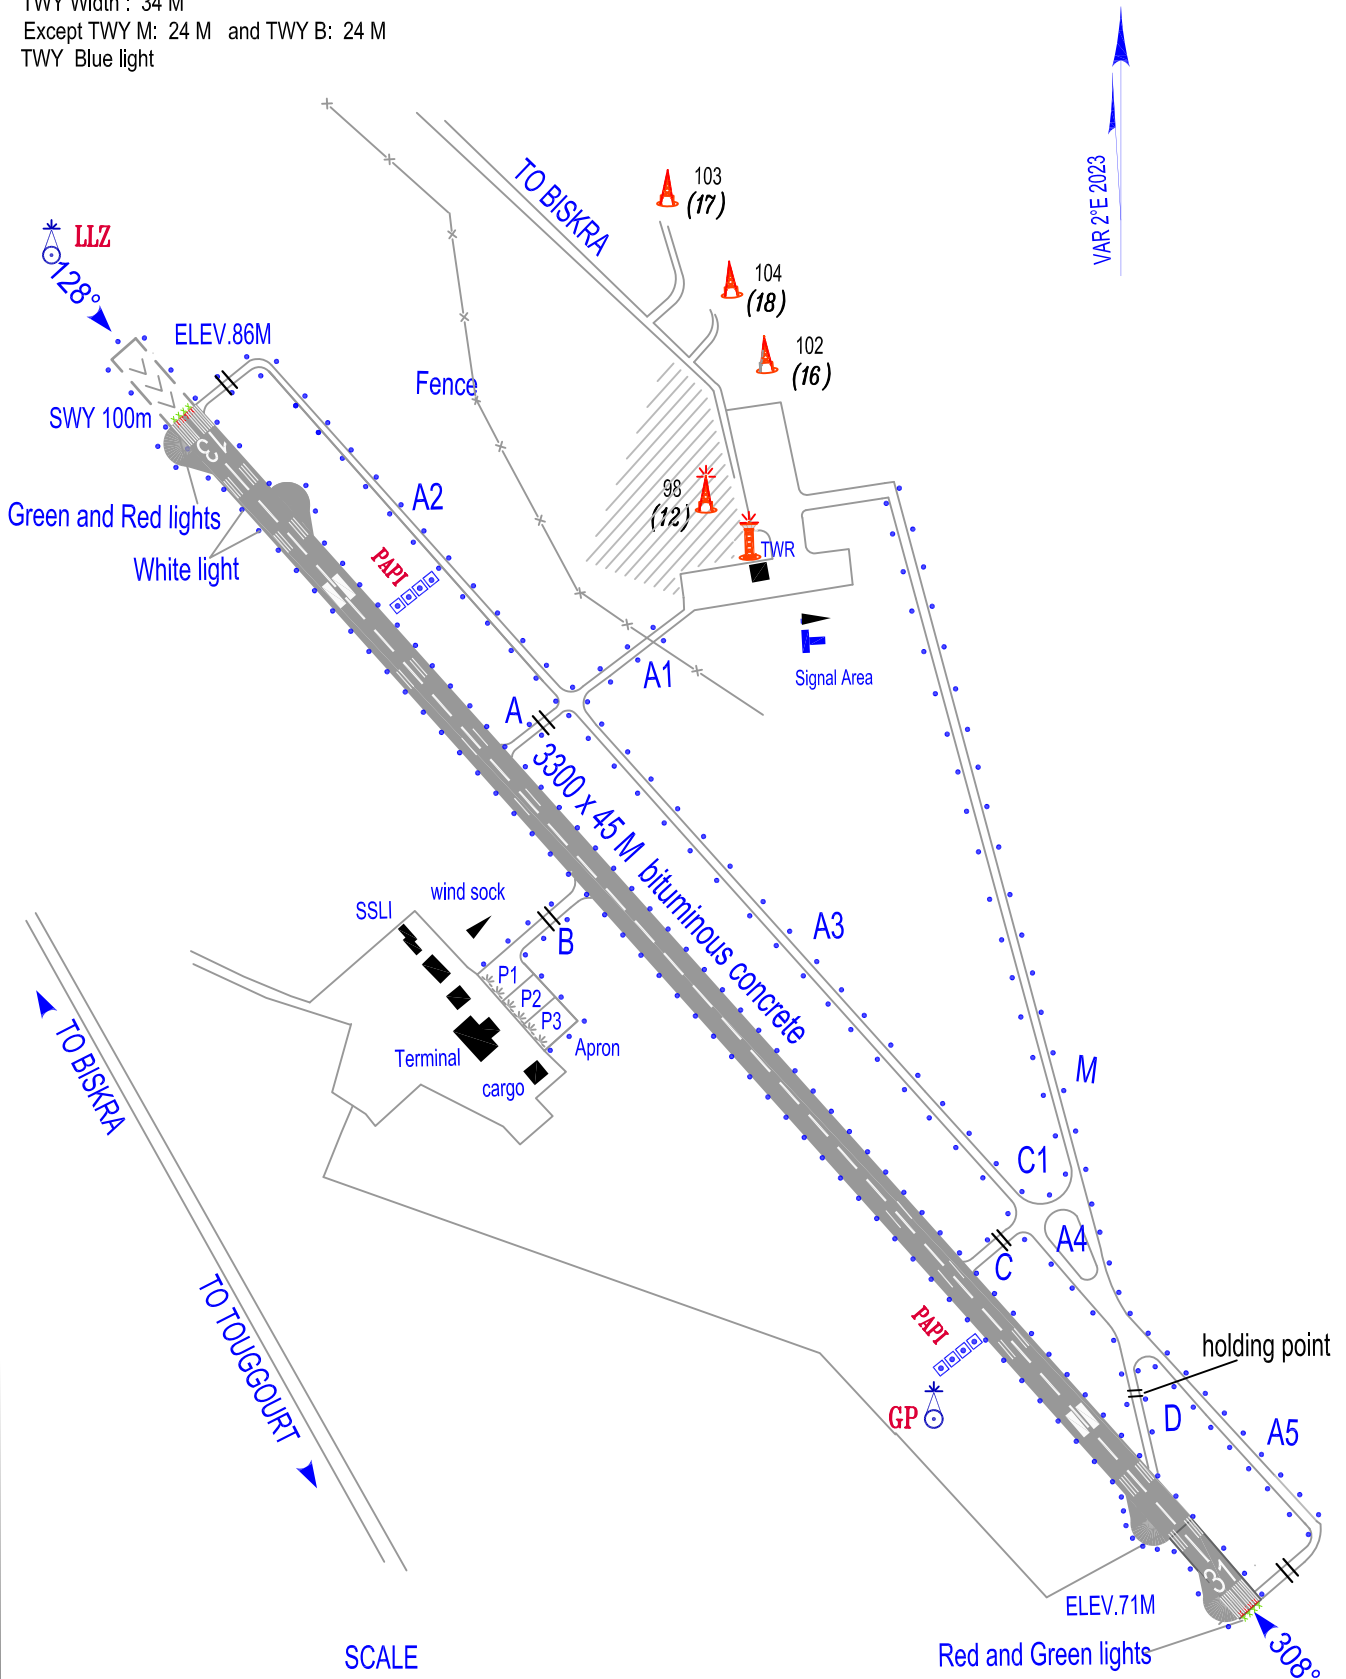 TWY Width : 34 M
Except TWY M: 24 M and TWY B: 24 M
TWY Blue light
VAR 2°E 2023
TO BISKRA
103
(17)
104
(18)
102
(16)
98
(12)
TWR
Signal Area
LLZ
128°
ELEV.86M
SWY 100m
Fence
13
Green and Red lights
White light
A2
PAPI
A1
A
3300 x 45 M bituminous concrete
A3
wind sock
SSLI
B
P1
P2
P3
Apron
Terminal
cargo
TO BISKRA
TO TOUGGOURT
M
C1
A4
C
PAPI
GP
holding point
D
A5
31
ELEV.71M
Red and Green lights
308°
SCALE